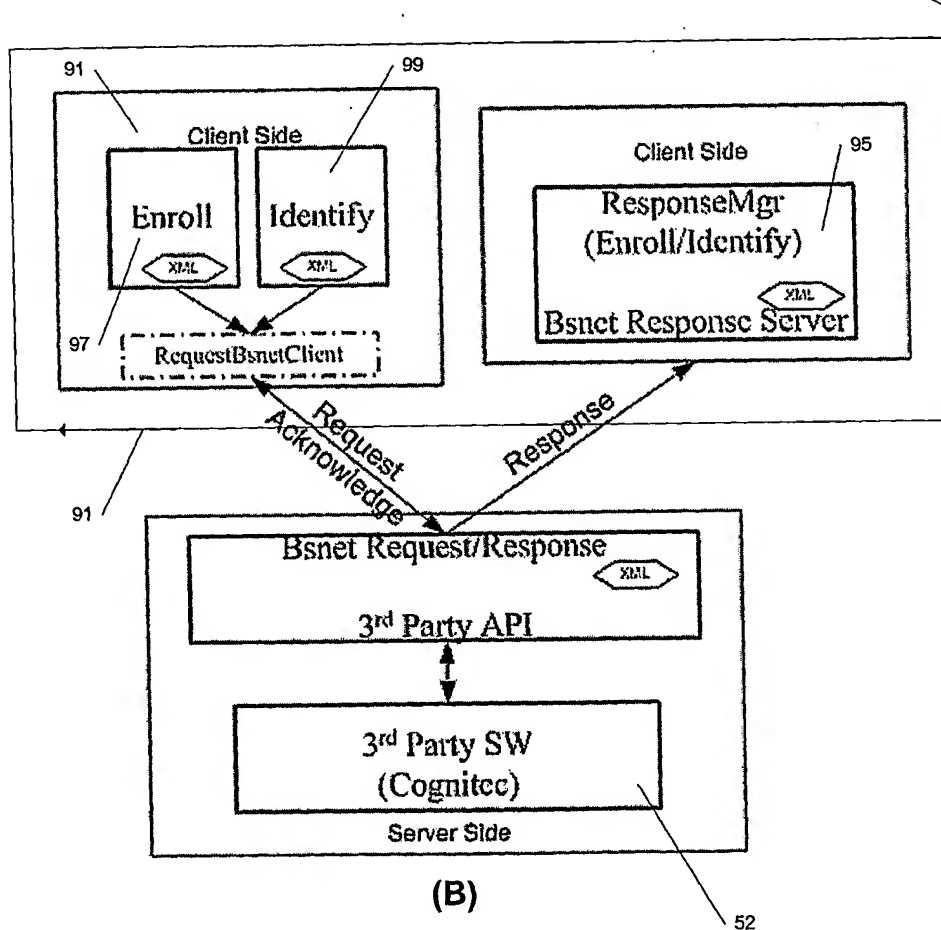 91
99
Client Side
Enroll
XML
Identify
XML
97
RequestBsnetClient
Client Side
95
ResponseMgr
(Enroll/Identify)
XML
Bsnet Response Server
Request
Acknowledge
Response
91
Bsnet Request/Response
XML
3rd Party API
3rd Party SW
(Cognitec)
Server Side
(B)
52